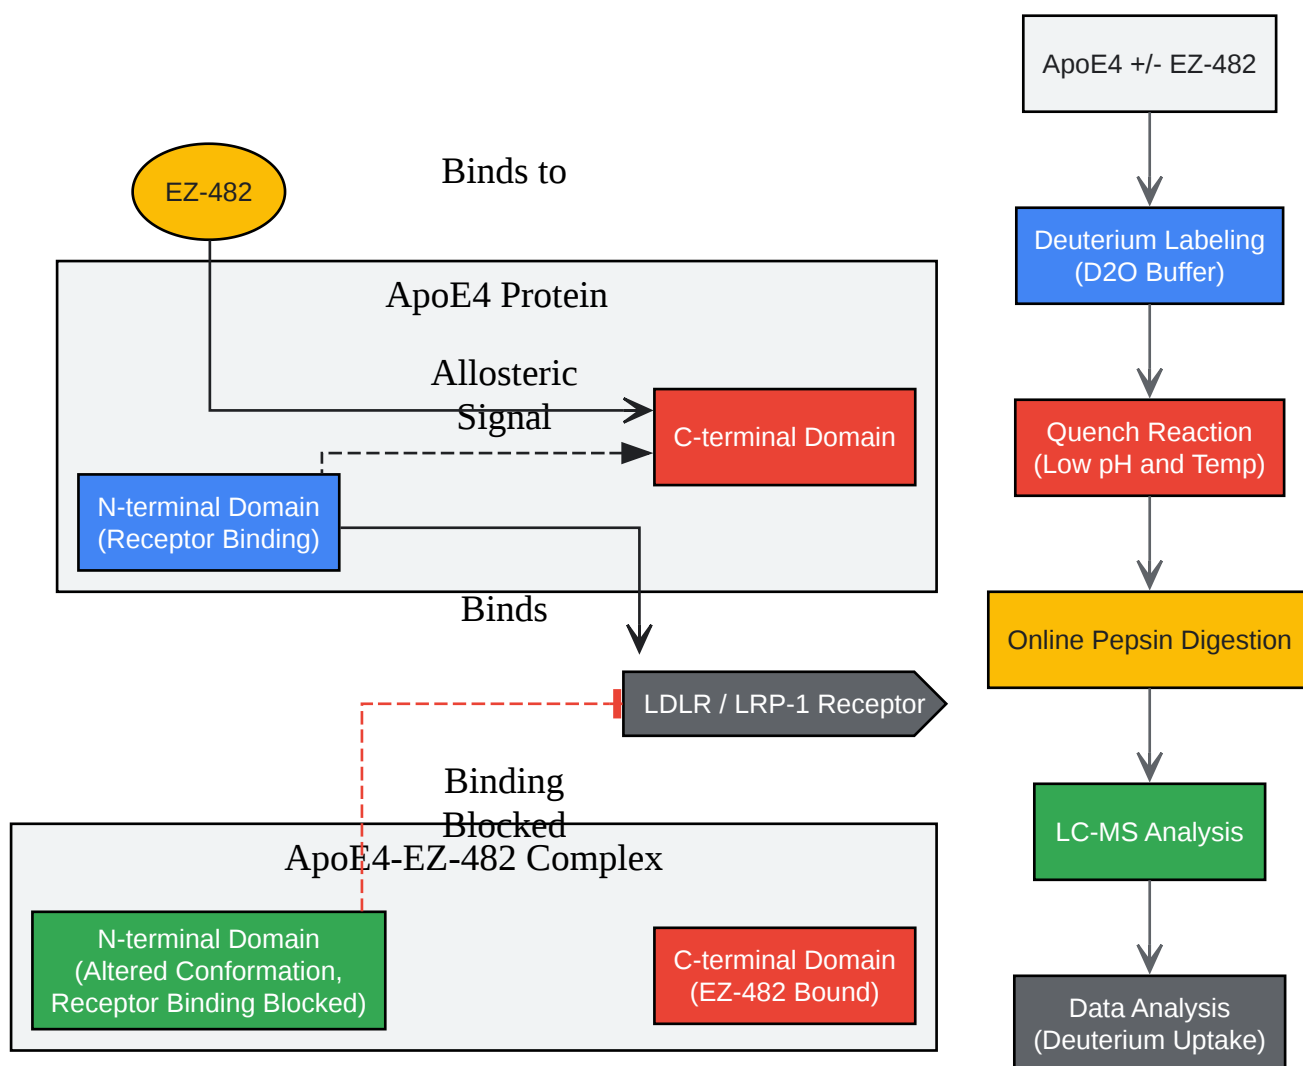 EZ-482
Binds to
ApoE4 Protein
Allosteric
Signal
C-terminal Domain
N-terminal Domain
(Receptor Binding)
Binds
LDLR / LRP-1 Receptor
Binding
Blocked
ApoE4-EZ-482 Complex
N-terminal Domain
(Altered Conformation,
Receptor Binding Blocked)
C-terminal Domain
(EZ-482 Bound)
ApoE4 +/- EZ-482
Deuterium Labeling
(D2O Buffer)
Quench Reaction
(Low pH and Temp)
Online Pepsin Digestion
LC-MS Analysis
Data Analysis
(Deuterium Uptake)